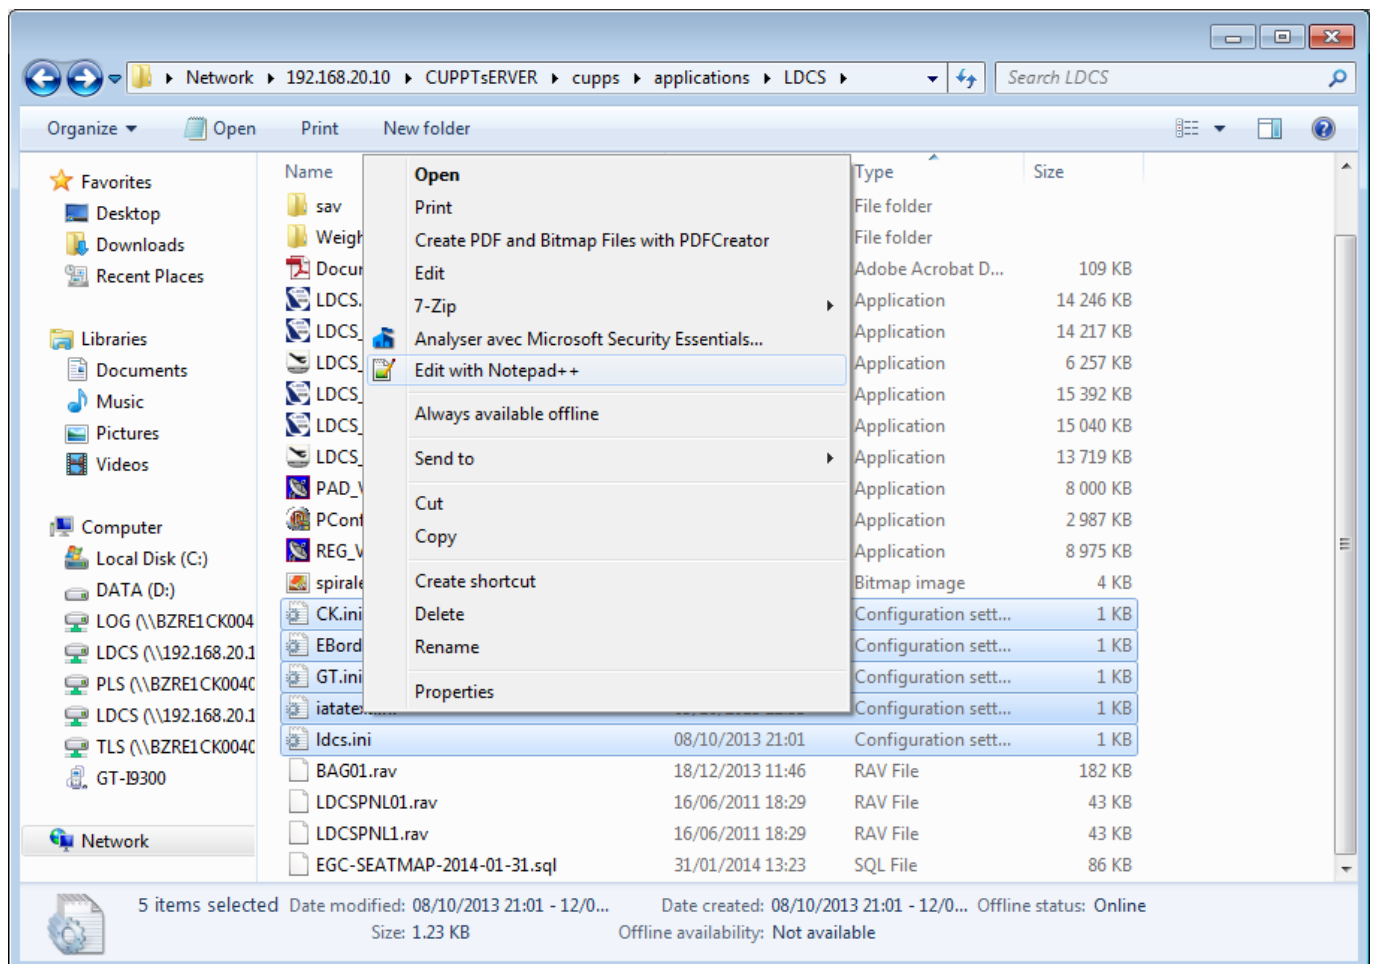 Network 192.168.20.10 CUPPTsERVER cupps applications LDCS Search LDCS
Organize Open Print New folder
Favorites
Desktop
Downloads
Recent Places
Libraries
Documents
Music
Pictures
Videos
Computer
Local Disk (C:)
DATA (D:)
LOG (\\BZRE1CK004
LDCS (\\192.168.20.1
PLS (\\BZRE1CK0040
LDCS (\\192.168.20.1
TLS (\\BZRE1CK0040
GT-I9300
Network
Name Type Size
sav File folder
Weigh File folder
Docur Adobe Acrobat D... 109 KB
LDCS. Application 14 246 KB
LDCS_ Application 14 217 KB
LDCS_ Application 6 257 KB
LDCS_ Application 15 392 KB
LDCS_ Application 15 040 KB
LDCS_ Application 13 719 KB
PAD_V Application 8 000 KB
PConf Application 2 987 KB
REG_V Application 8 975 KB
spirale Bitmap image 4 KB
CK.ini Configuration sett... 1 KB
EBord Configuration sett... 1 KB
GT.ini Configuration sett... 1 KB
Configuration sett... 1 KB
ldcs.ini 08/10/2013 21:01 Configuration sett... 1 KB
BAG01.rav 18/12/2013 11:46 RAV File 182 KB
LDCSPNL01.rav 16/06/2011 18:29 RAV File 43 KB
LDCSPNL1.rav 16/06/2011 18:29 RAV File 43 KB
EGC-SEATMAP-2014-01-31.sql 31/01/2014 13:23 SQL File 86 KB
Open
Print
Create PDF and Bitmap Files with PDFCreator
Edit
7-Zip
Analyser avec Microsoft Security Essentials...
Edit with Notepad++
Always available offline
Send to
Cut
Copy
Create shortcut
Delete
Rename
Properties
5 items selected Date modified: 08/10/2013 21:01 - 12/0... Date created: 08/10/2013 21:01 - 12/0... Offline status: Online
Size: 1.23 KB Offline availability: Not available